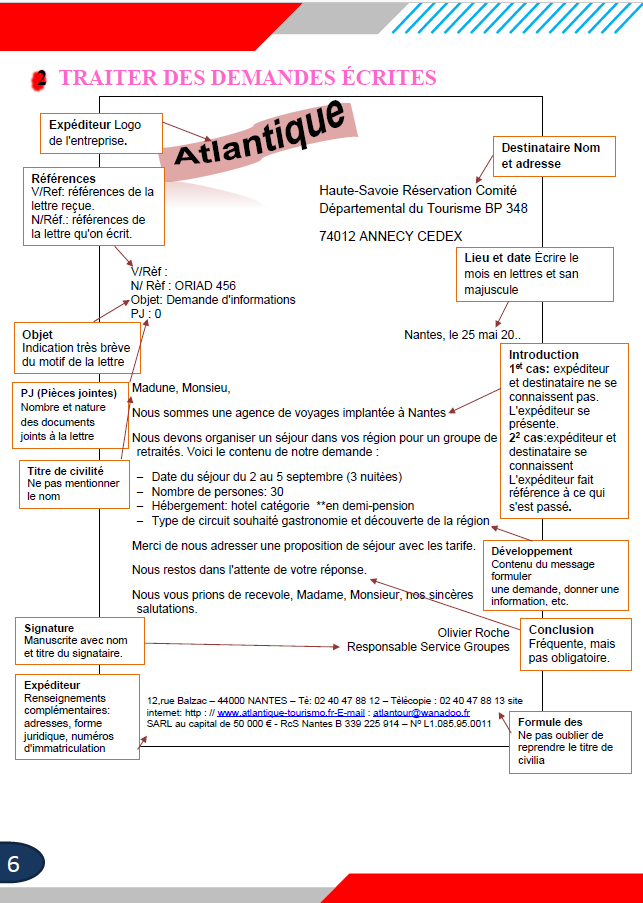 2 TRAITER DES DEMANDES ÉCRITES
Expéditeur Logo
de l'entreprise.
Atlantique
Destinataire Nom
et adresse
Références
V/Ref: références de la
lettre reçue.
N/Réf.: références de
la lettre qu'on écrit.
Haute-Savoie Réservation Comité
Départemental du Tourisme BP 348
74012 ANNECY CEDEX
Lieu et date Écrire le
mois en lettres et san
majuscule
V/Rèf :
N/ Rèf : ORIAD 456
Objet: Demande d'informations
PJ : 0
Objet
Indication très brève
du motif de la lettre
Nantes, le 25 mai 20..
Introduction
1st cas: expéditeur
et destinataire ne se
connaissent pas.
L'expéditeur se
présente.
2² cas:expéditeur et
destinataire se
connaissent
L'expéditeur fait
référence à ce qui
s'est passé.
PJ (Pièces jointes)
Nombre et nature
des documents
joints à la lettre
Madune, Monsieu,
Nous sommes une agence de voyages implantée à Nantes
Nous devons organiser un séjour dans vos région pour un groupe de
retraités. Voici le contenu de notre demande :
Titre de civilité
Ne pas mentionner
le nom
– Date du séjour du 2 au 5 septembre (3 nuitées)
– Nombre de persones: 30
– Hébergement: hotel catégorie **en demi-pension
– Type de circuit souhaité gastronomie et découverte de la région
Merci de nous adresser une proposition de séjour avec les tarife.
Développement
Contenu du message
formuler
une demande, donner une
information, etc.
Nous restos dans l'attente de votre réponse.
Nous vous prions de recevole, Madame, Monsieur, nos sincères
salutations.
Signature
Manuscrite avec nom
et titre du signataire.
Olivier Roche
Responsable Service Groupes
Conclusion
Fréquente, mais
pas obligatoire.
Expéditeur
Renseignements
complémentaires:
adresses, forme
juridique, numéros
d'immatriculation
12,rue Balzac – 44000 NANTES – Tè: 02 40 47 88 12 – Tèlécopie : 02 40 47 88 13 site
internet: http : // www.atlantique-tourismo.fr-E-mail : atlantour@wanadoo.fr
SARL au capital de 50 000 € - RcS Nantes B 339 225 914 – Nº L1.085.95.0011
Formule des
Ne pas oublier de
reprendre le titre de
civilia
6